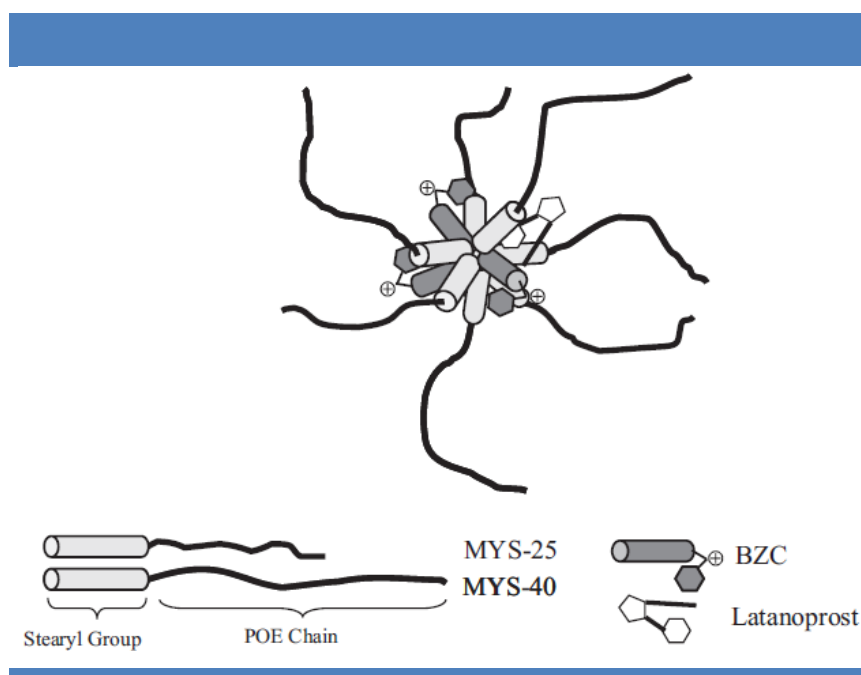 MYS-25
MYS-40
Stearyl Group
POE Chain
⊕ BZC
Latanoprost
⊕
⊕
⊕